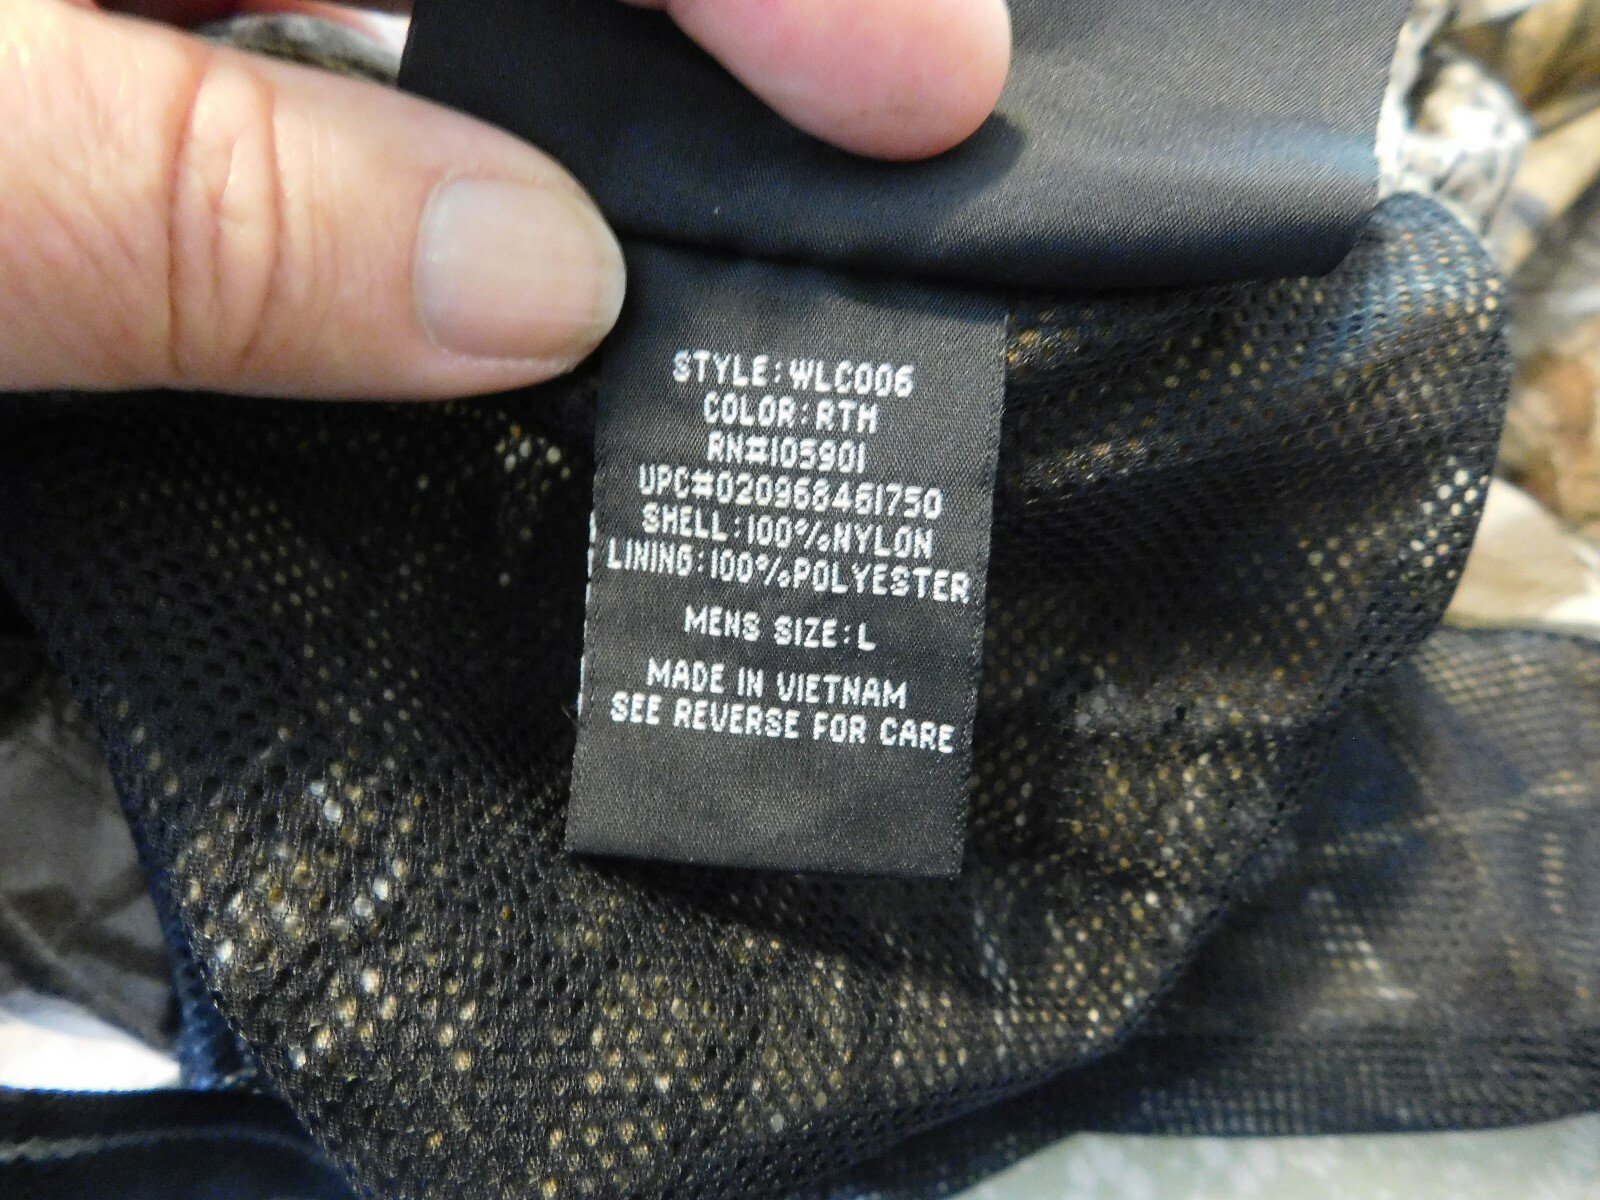 STYLE:WLC006
COLOR:RTH
RN#105901
UPC#020968461750
SHELL:100%NYLON
LINING:100%POLYESTER
MENS SIZE:L
MADE IN VIETNAM
SEE REVERSE FOR CARE